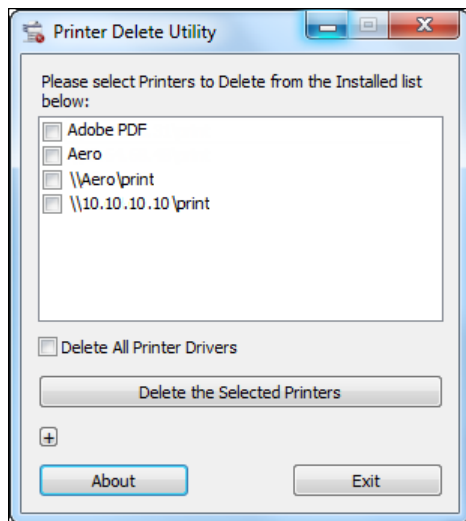 Printer Delete Utility
Please select Printers to Delete from the Installed list
below:
Adobe PDF
Aero
\\Aero\print
\\10.10.10.10\print
Delete All Printer Drivers
Delete the Selected Printers
About
Exit